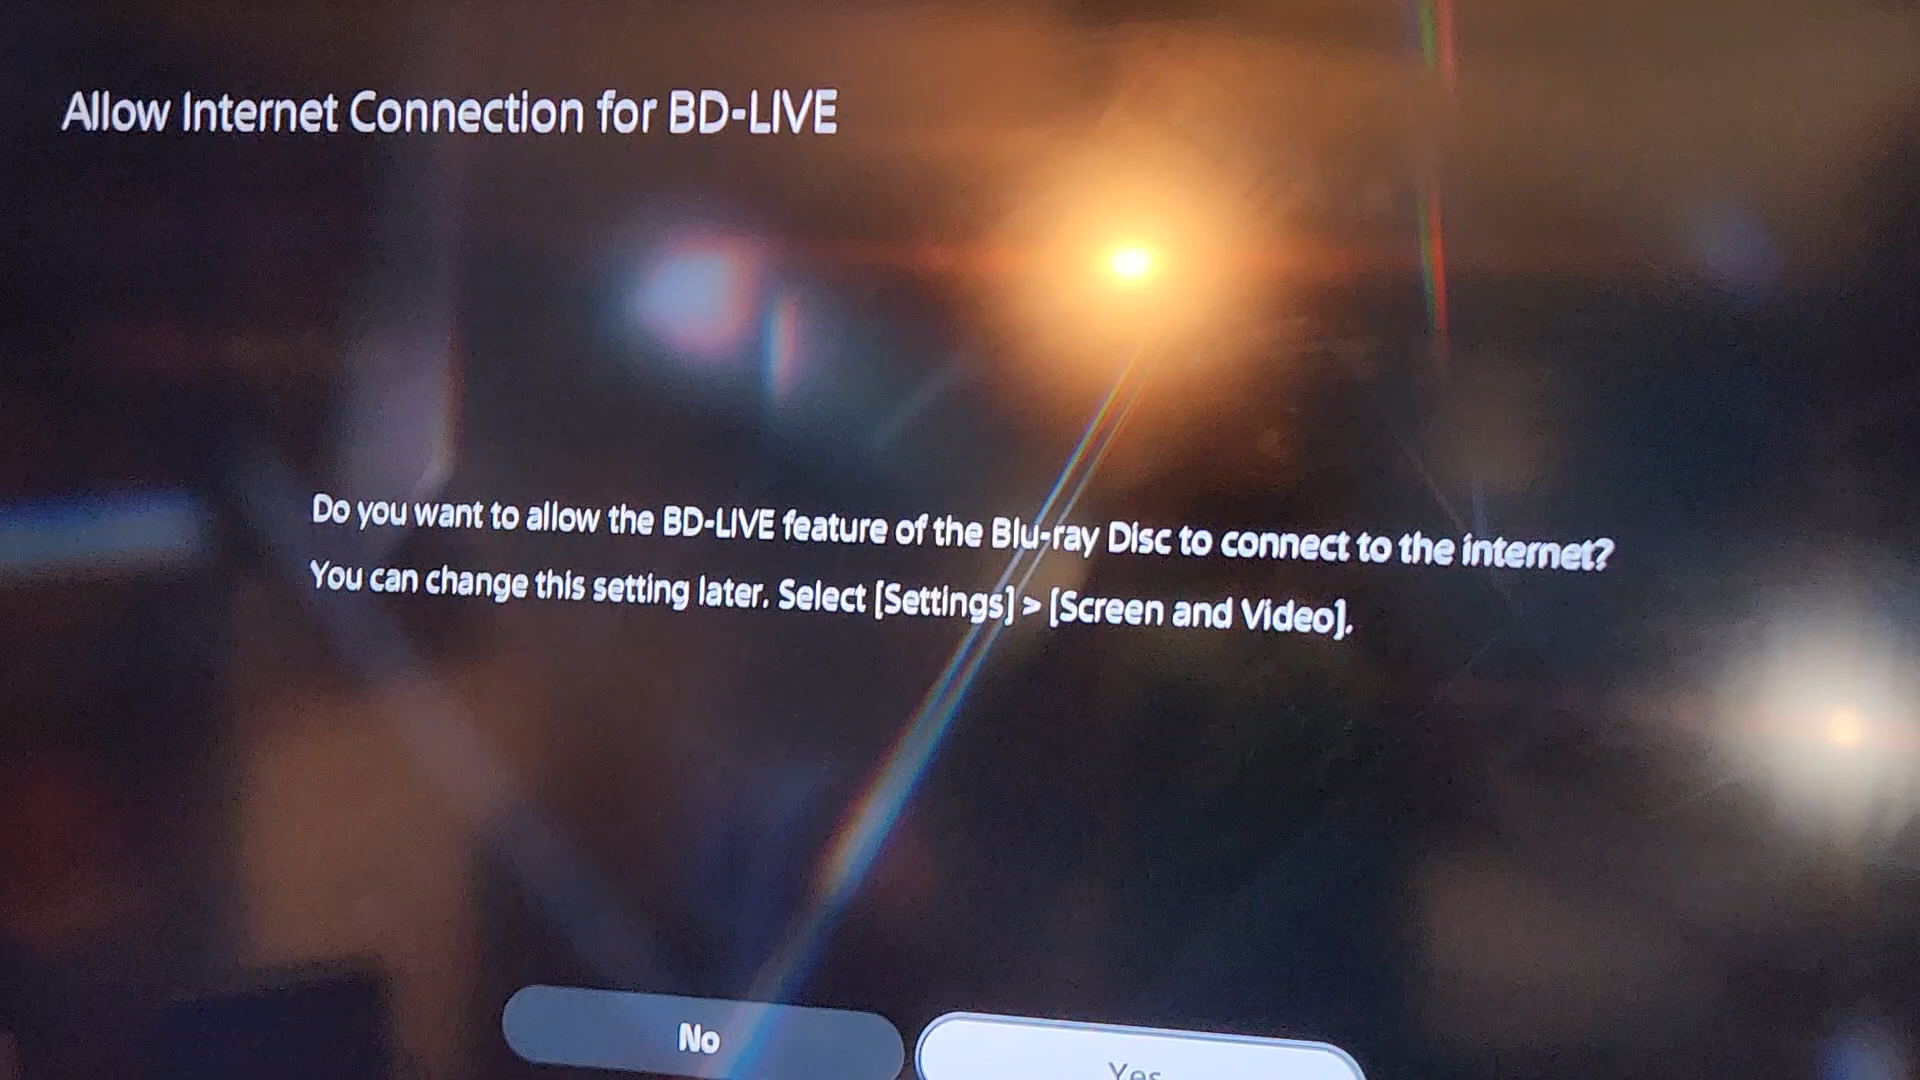 Allow Internet Connection for BD-LIVE
Do you want to allow the BD-LIVE feature of the Blu-ray Disc to connect to the internet?
You can change this setting later. Select [Settings] > [Screen and Video].
No
Yes